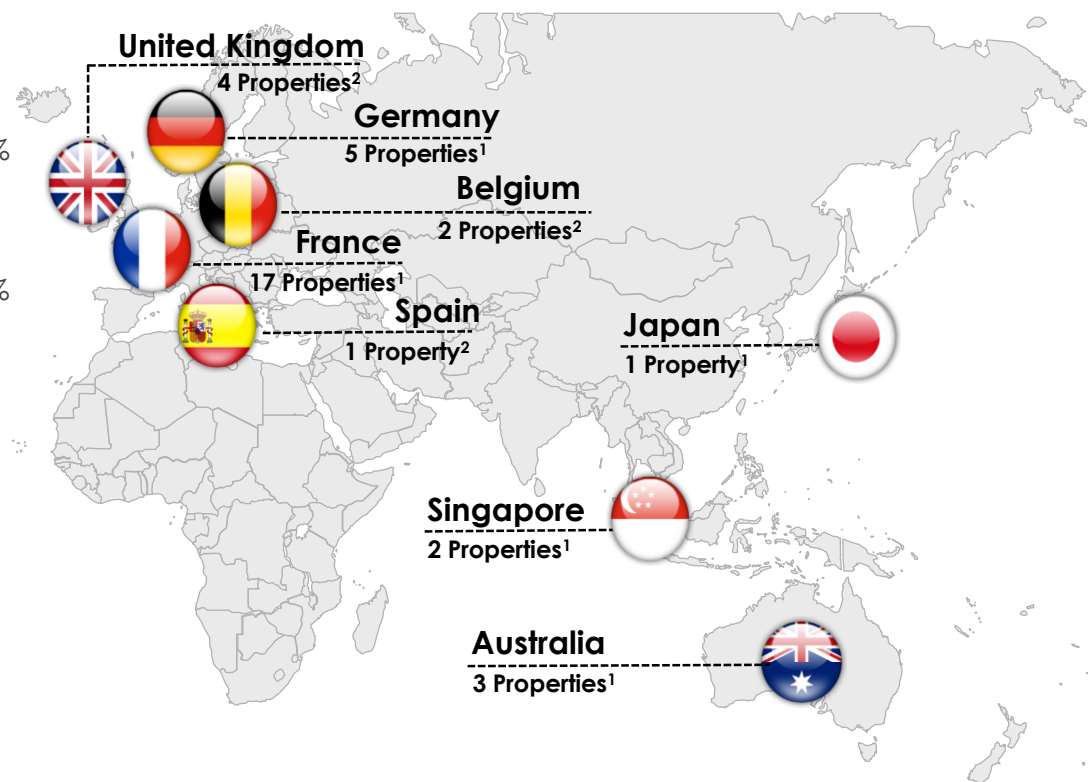 United Kingdom
4 Properties²
Germany
5 Properties¹
%
Belgium
2 Properties²
France
17 Properties¹
%
Spain
1 Property²
Japan
1 Property¹
Singapore
2 Properties¹
Australia
3 Properties¹